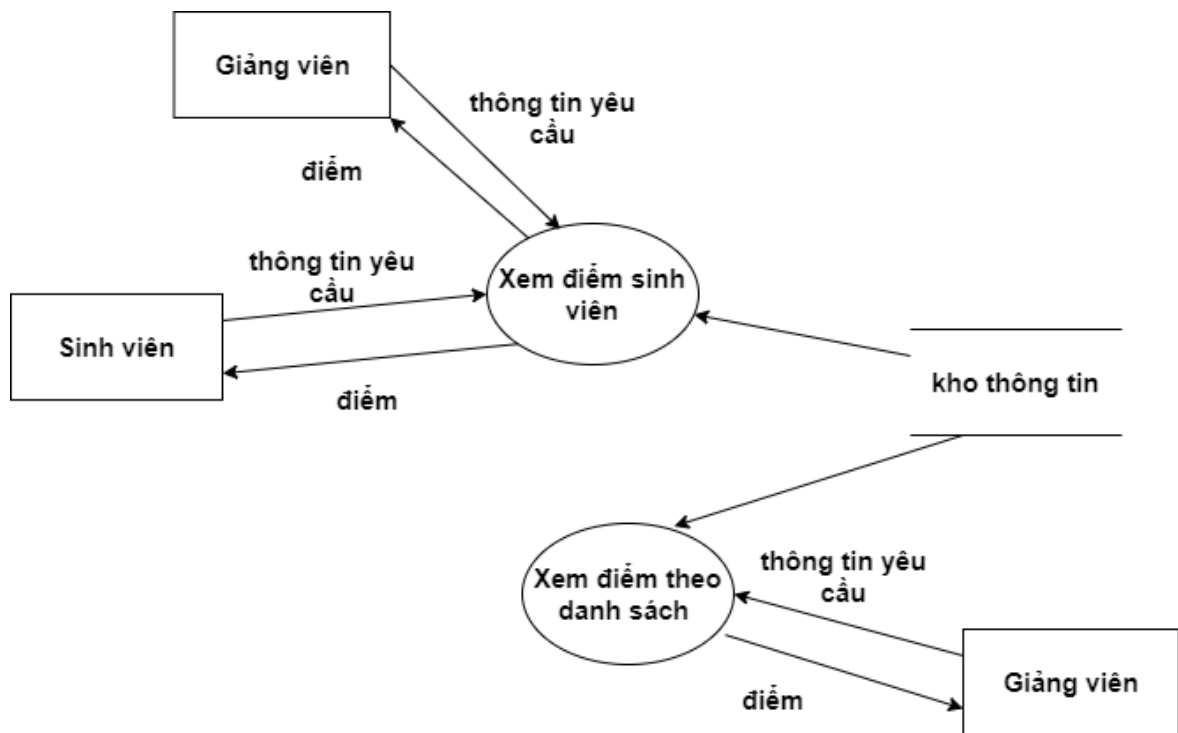 Giảng viên
thông tin yêu
cầu
điểm
thông tin yêu
cầu
Xem điểm sinh
viên
Sinh viên
điểm
kho thông tin
Xem điểm theo
danh sách
thông tin yêu
cầu
điểm
Giảng viên